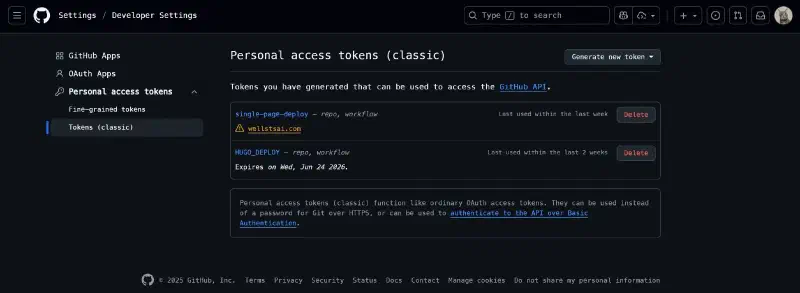 Settings / Developer Settings
Type / to search
GitHub Apps
OAuth Apps
Personal access tokens
Fine-grained tokens
Tokens (classic)
Personal access tokens (classic)
Generate new token
Tokens you have generated that can be used to access the GitHub API.
single-page-deploy — repo, workflow
Last used within the last week
Delete
wellstsai.com
HUGO_DEPLOY — repo, workflow
Last used within the last 2 weeks
Delete
Expires on Wed, Jun 24 2026.
Personal access tokens (classic) function like ordinary OAuth access tokens. They can be used instead
of a password for Git over HTTPS, or can be used to authenticate to the API over Basic
Authentication.
© 2025 GitHub, Inc. Terms Privacy Security Status Docs Contact Manage cookies Do not share my personal information